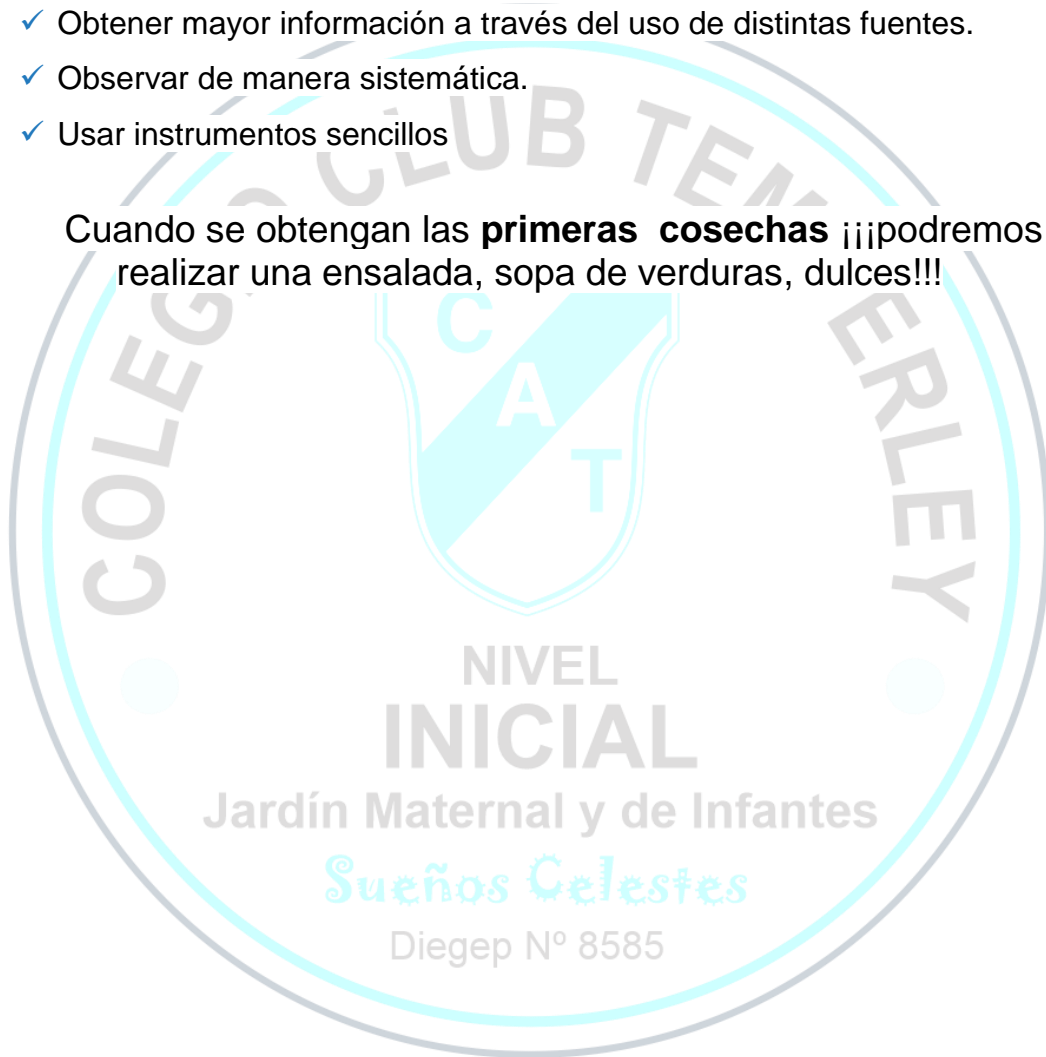 ✓ Obtener mayor información a través del uso de distintas fuentes.
✓ Observar de manera sistemática.
✓ Usar instrumentos sencillos
Cuando se obtengan las primeras cosechas ¡¡¡podremos
realizar una ensalada, sopa de verduras, dulces!!!
COLEGIO CLUB TEMPERLEY
C
A
T
NIVEL
INICIAL
Jardín Maternal y de Infantes
Sueños Celestes
Diegep Nº 8585